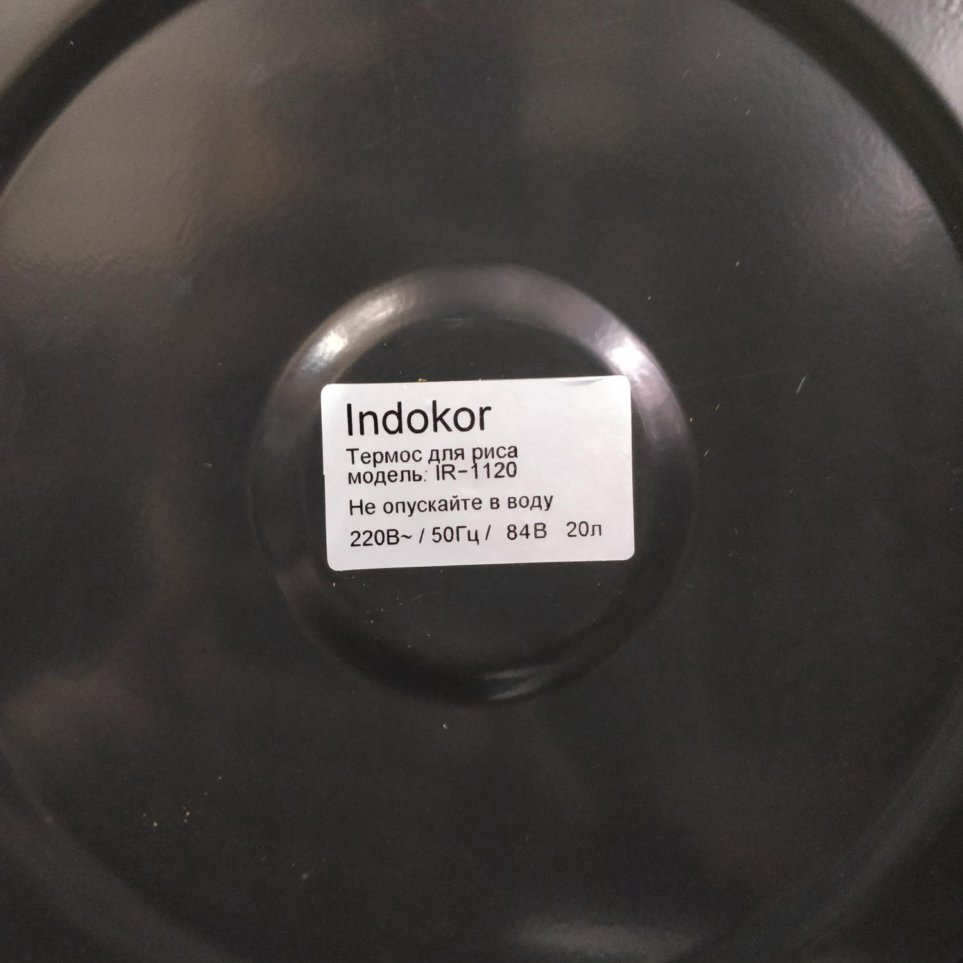 Indokor
Термос для риса
модель: IR-1120
Не опускайте в воду
220В~ / 50Гц / 84В 20л